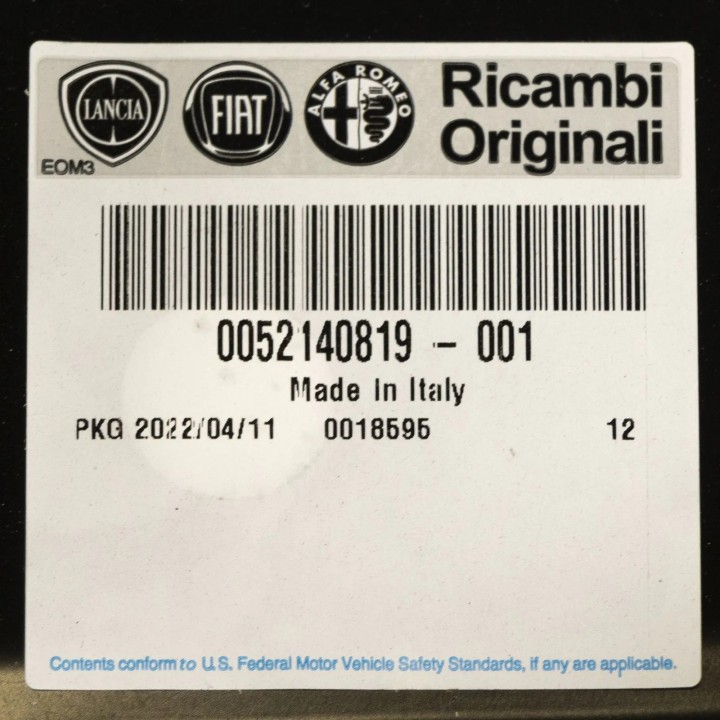 LANCIA FIAT ALFA ROMEO Ricambi
Originali
EOM3
0052140819 - 001
Made In Italy
PKG 2022/04/11 0018595 12
Contents conform to U.S. Federal Motor Vehicle Safety Standards, if any are applicable.